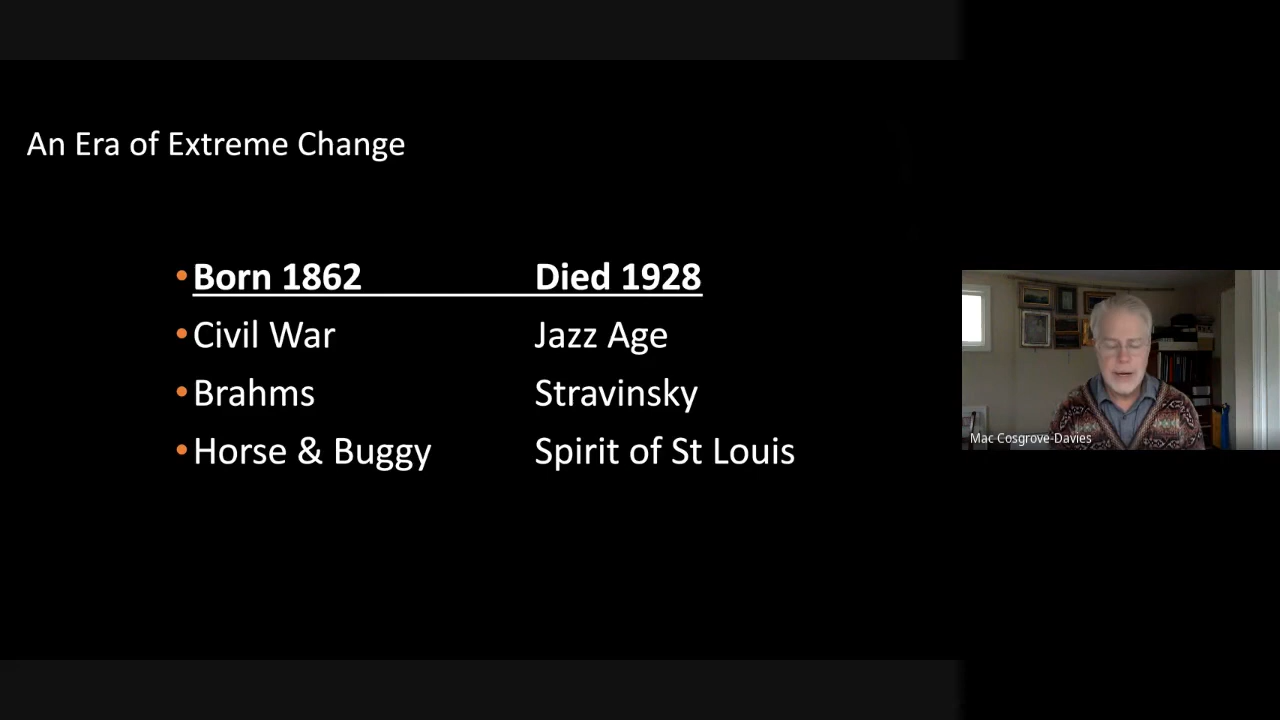 An Era of Extreme Change
•Born 1862 Died 1928
•Civil War Jazz Age
•Brahms Stravinsky
•Horse & Buggy Spirit of St Louis
Mac Cosgrove-Davies